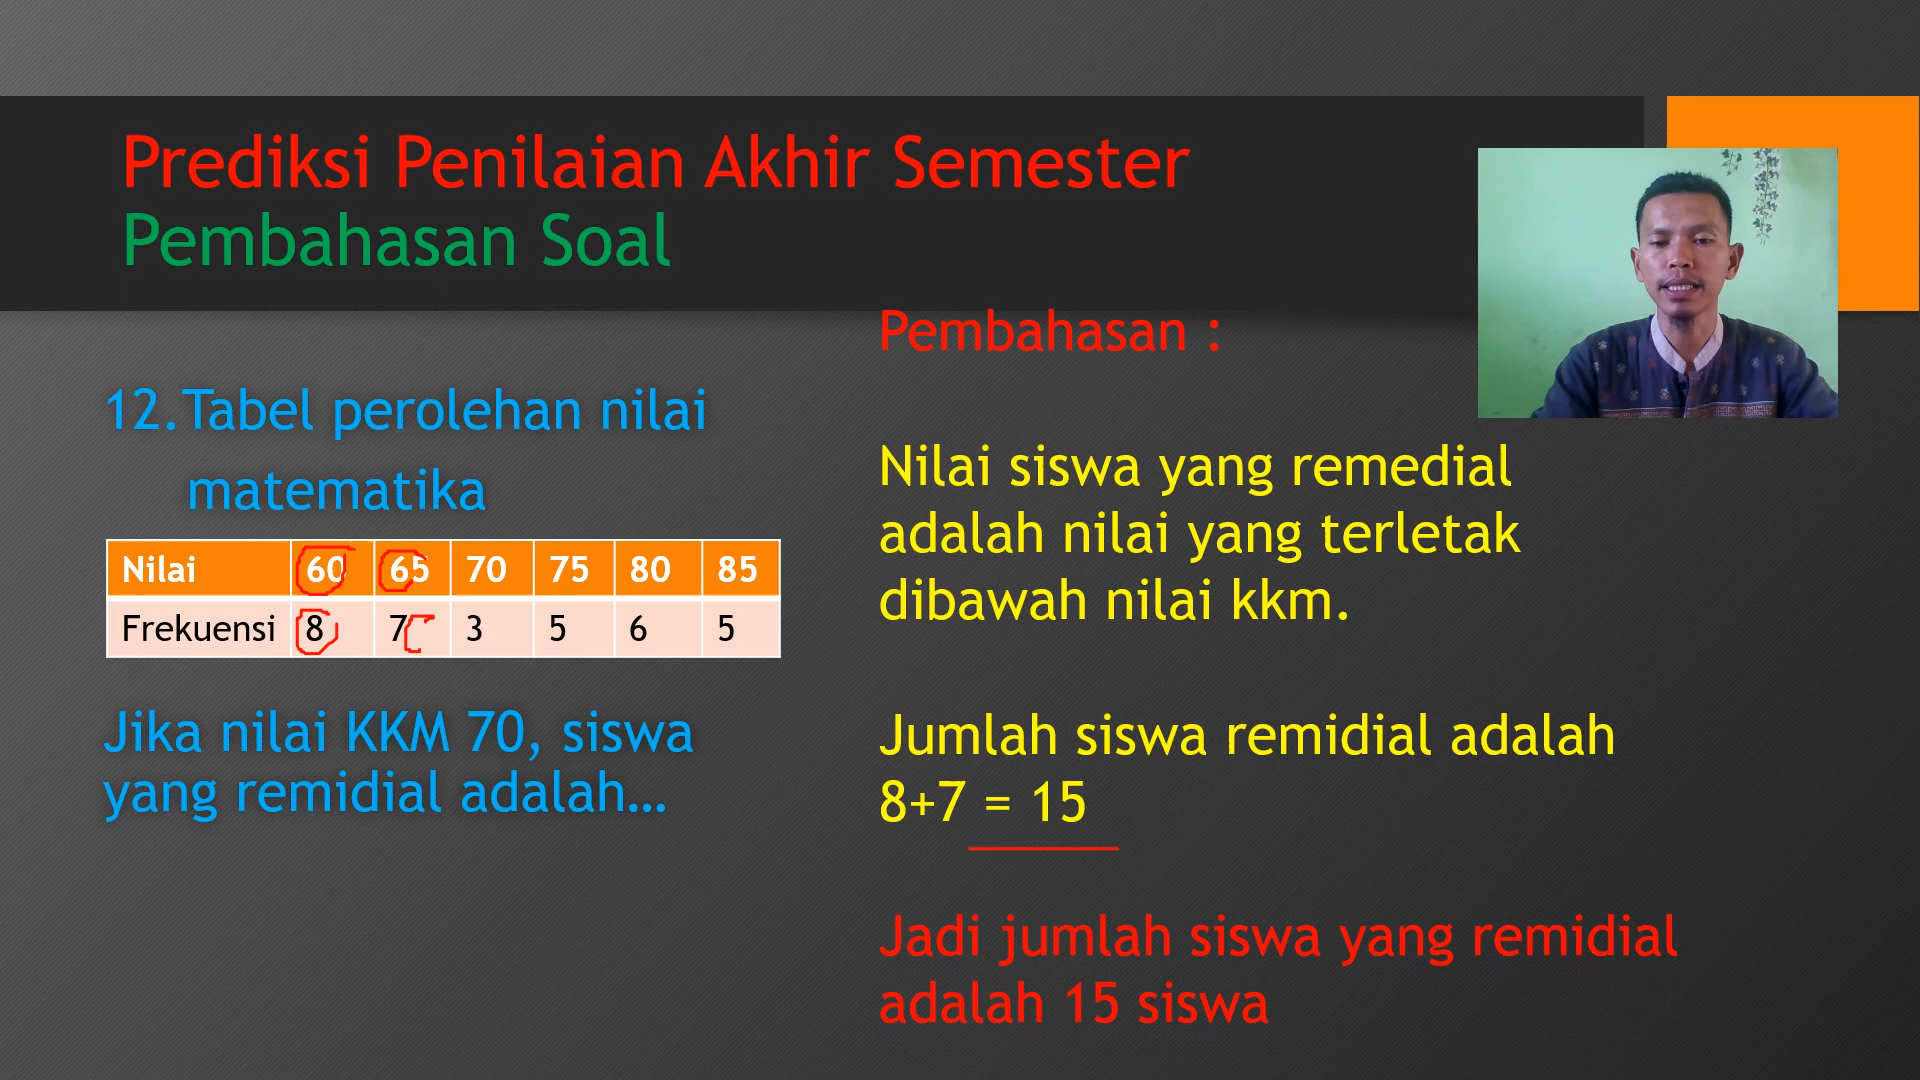 Prediksi Penilaian Akhir Semester
Pembahasan Soal
12. Tabel perolehan nilai
matematika
Nilai 60 65 70 75 80 85
Frekuensi 8 7 3 5 6 5
Jika nilai KKM 70, siswa
yang remidial adalah...
Pembahasan :
Nilai siswa yang remedial
adalah nilai yang terletak
dibawah nilai kkm.
Jumlah siswa remidial adalah
8+7 = 15
Jadi jumlah siswa yang remidial
adalah 15 siswa